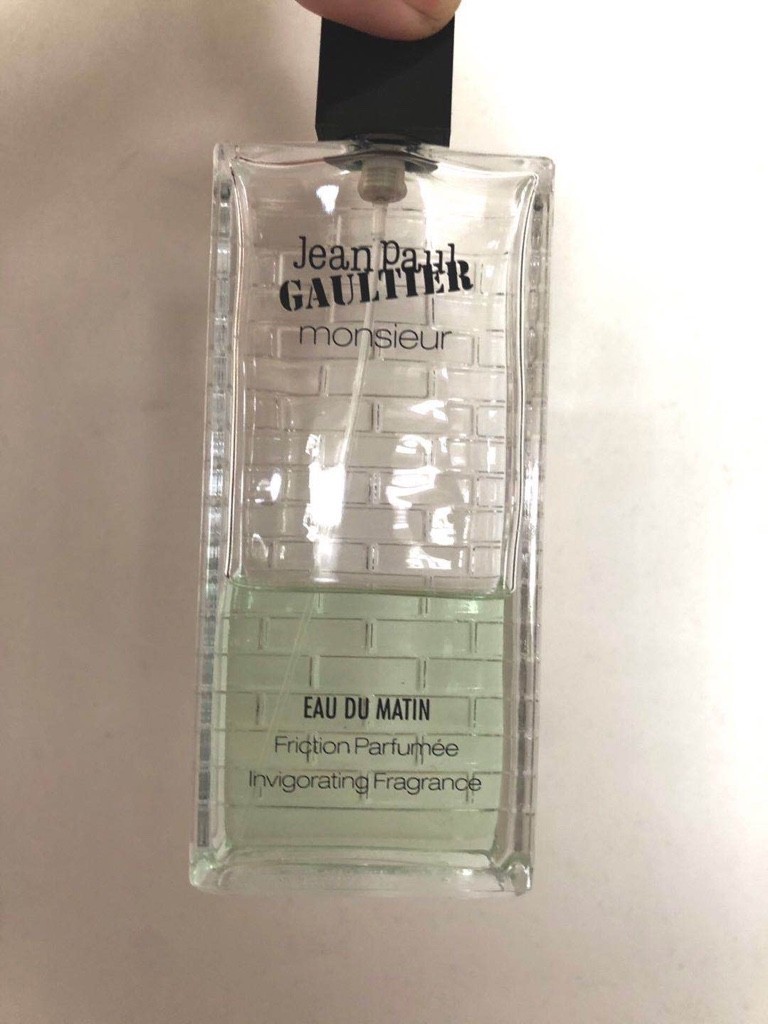 Jean Paul
GAULTIER
monsieur
EAU DU MATIN
Friction Parfumée
Invigorating Fragrance